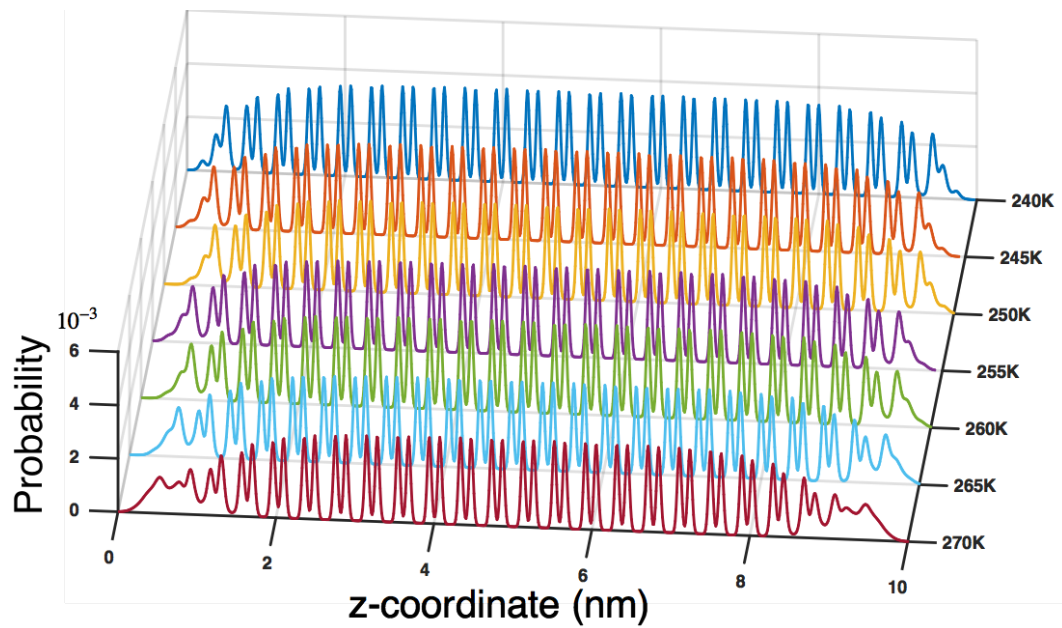 240K
245K
250K
255K
260K
265K
270K
10⁻³
6
4
2
0
Probability
0
2
4
6
8
10
z-coordinate (nm)